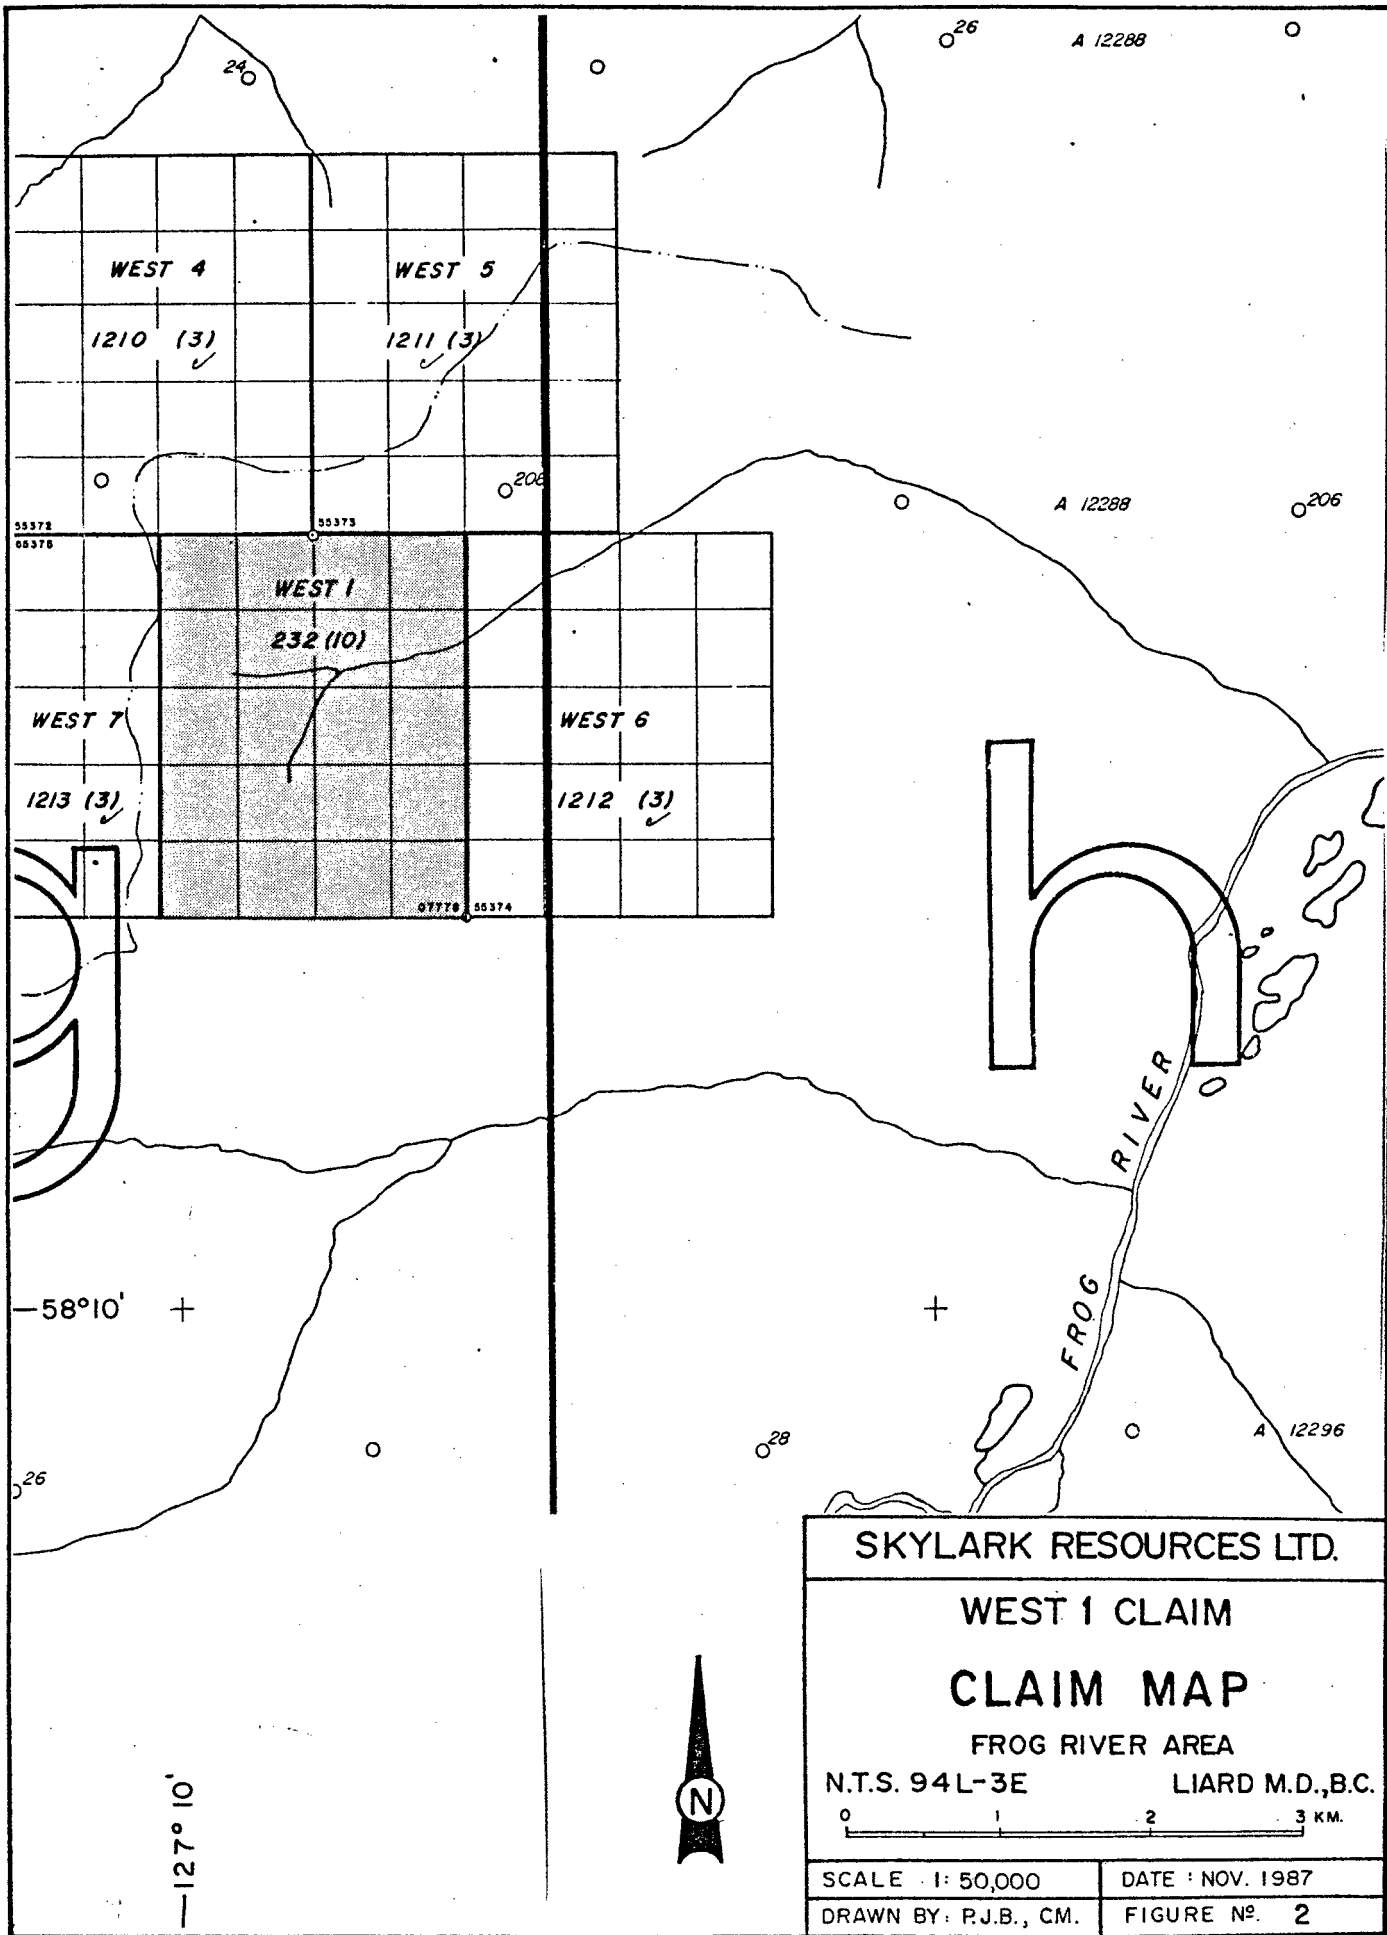 24
26
A 12288
WEST 4
WEST 5
1210 (3)
1211 (3)
208
A 12288
206
55372
55373
WEST 1
232 (10)
WEST 7
WEST 6
1213 (3)
1212 (3)
07778
55374
g
h
FROG RIVER
58°10'
28
A 12296
26
SKYLARK RESOURCES LTD.
WEST 1 CLAIM
CLAIM MAP
FROG RIVER AREA
N.T.S. 94L-3E
LIARD M.D.,B.C.
0 1 2 3 KM.
N
127°10'
SCALE 1:50,000
DATE : NOV. 1987
DRAWN BY: P.J.B., CM.
FIGURE Nº. 2